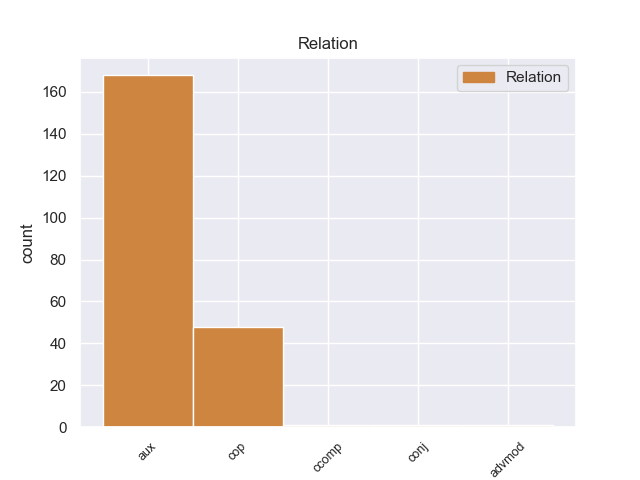 Relation
Relation
160
140
120
100
80
60
40
20
0
count
aux
cop
ccomp
conj
advmod